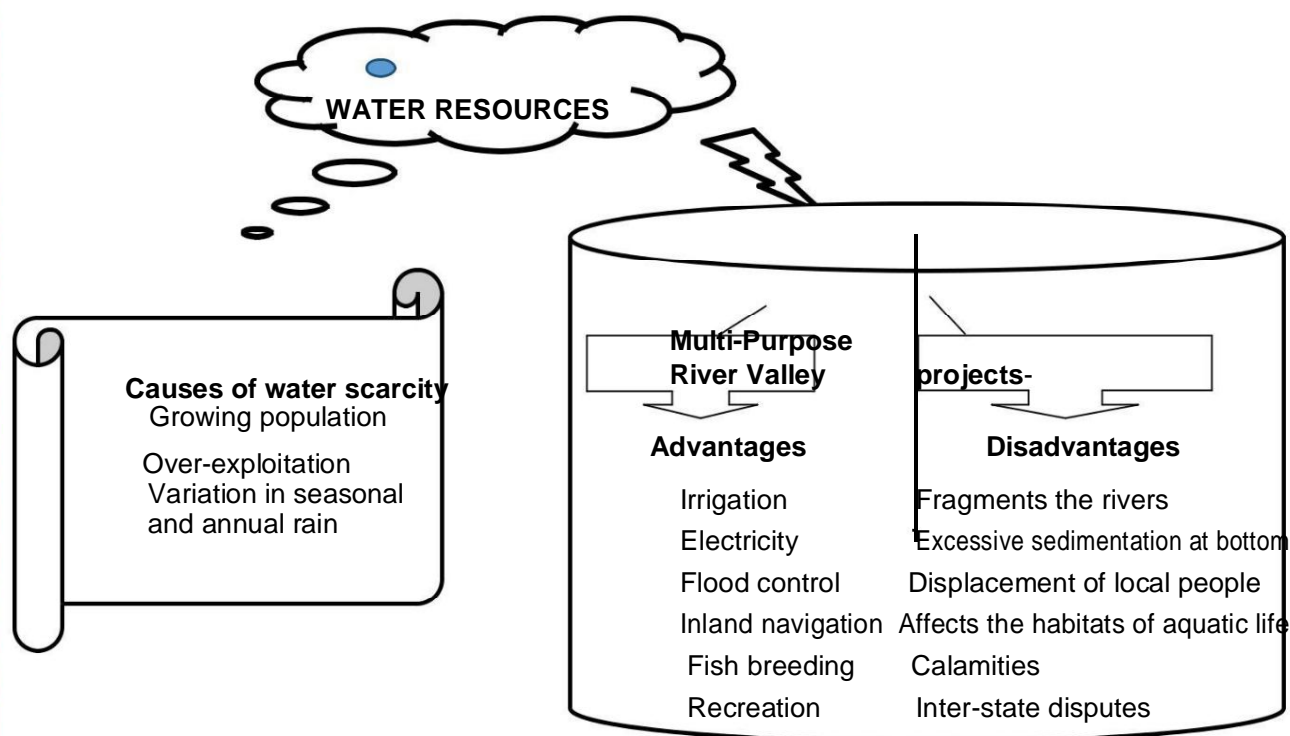 WATER RESOURCES
Causes of water scarcity
Growing population
Over-exploitation
Variation in seasonal
and annual rain
Multi-Purpose
River Valley projects-
Advantages Disadvantages
Irrigation Fragments the rivers
Electricity Excessive sedimentation at bottom
Flood control Displacement of local people
Inland navigation Affects the habitats of aquatic life
Fish breeding Calamities
Recreation Inter-state disputes